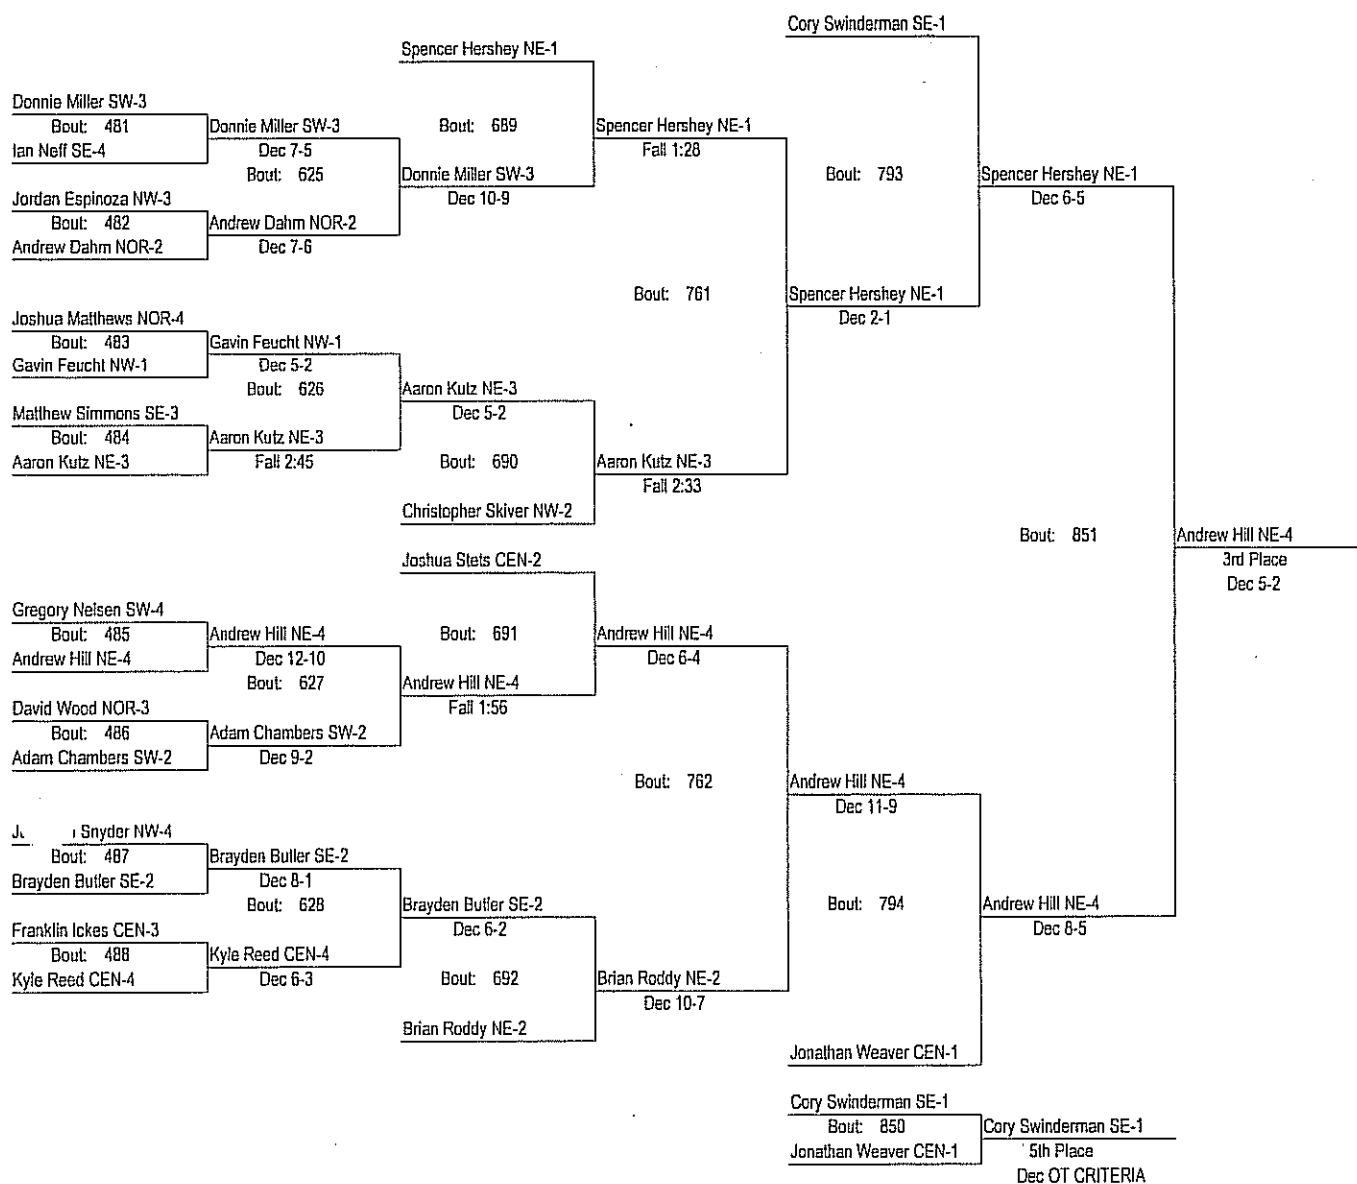 Cory Swinderman SE-1
Spencer Hershey NE-1
Donnie Miller SW-3
Bout: 481
Ian Neff SE-4
Donnie Miller SW-3
Dec 7-5
Bout: 625
Bout: 689
Spencer Hershey NE-1
Fall 1:28
Donnie Miller SW-3
Dec 10-9
Bout: 793
Spencer Hershey NE-1
Dec 6-5
Jordan Espinoza NW-3
Bout: 482
Andrew Dahm NOR-2
Andrew Dahm NOR-2
Dec 7-6
Bout: 761
Spencer Hershey NE-1
Dec 2-1
Joshua Matthews NOR-4
Bout: 483
Gavin Feucht NW-1
Gavin Feucht NW-1
Dec 5-2
Bout: 626
Aaron Kutz NE-3
Dec 5-2
Matthew Simmons SE-3
Bout: 484
Aaron Kutz NE-3
Aaron Kutz NE-3
Fall 2:45
Bout: 690
Aaron Kutz NE-3
Fall 2:33
Christopher Skiver NW-2
Bout: 851
Andrew Hill NE-4
3rd Place
Dec 5-2
Joshua Stets CEN-2
Gregory Nelsen SW-4
Bout: 485
Andrew Hill NE-4
Andrew Hill NE-4
Dec 12-10
Bout: 627
Bout: 691
Andrew Hill NE-4
Dec 6-4
Andrew Hill NE-4
Fall 1:56
David Wood NOR-3
Bout: 486
Adam Chambers SW-2
Adam Chambers SW-2
Dec 9-2
Bout: 762
Andrew Hill NE-4
Dec 11-9
Snyder NW-4
Bout: 487
Brayden Butler SE-2
Brayden Butler SE-2
Dec 8-1
Bout: 628
Brayden Butler SE-2
Dec 6-2
Bout: 794
Andrew Hill NE-4
Dec 8-5
Franklin Ickes CEN-3
Bout: 488
Kyle Reed CEN-4
Kyle Reed CEN-4
Dec 6-3
Bout: 692
Brian Roddy NE-2
Dec 10-7
Brian Roddy NE-2
Jonathan Weaver CEN-1
Cory Swinderman SE-1
Bout: 850
Jonathan Weaver CEN-1
Cory Swinderman SE-1
5th Place
Dec OT CRITERIA